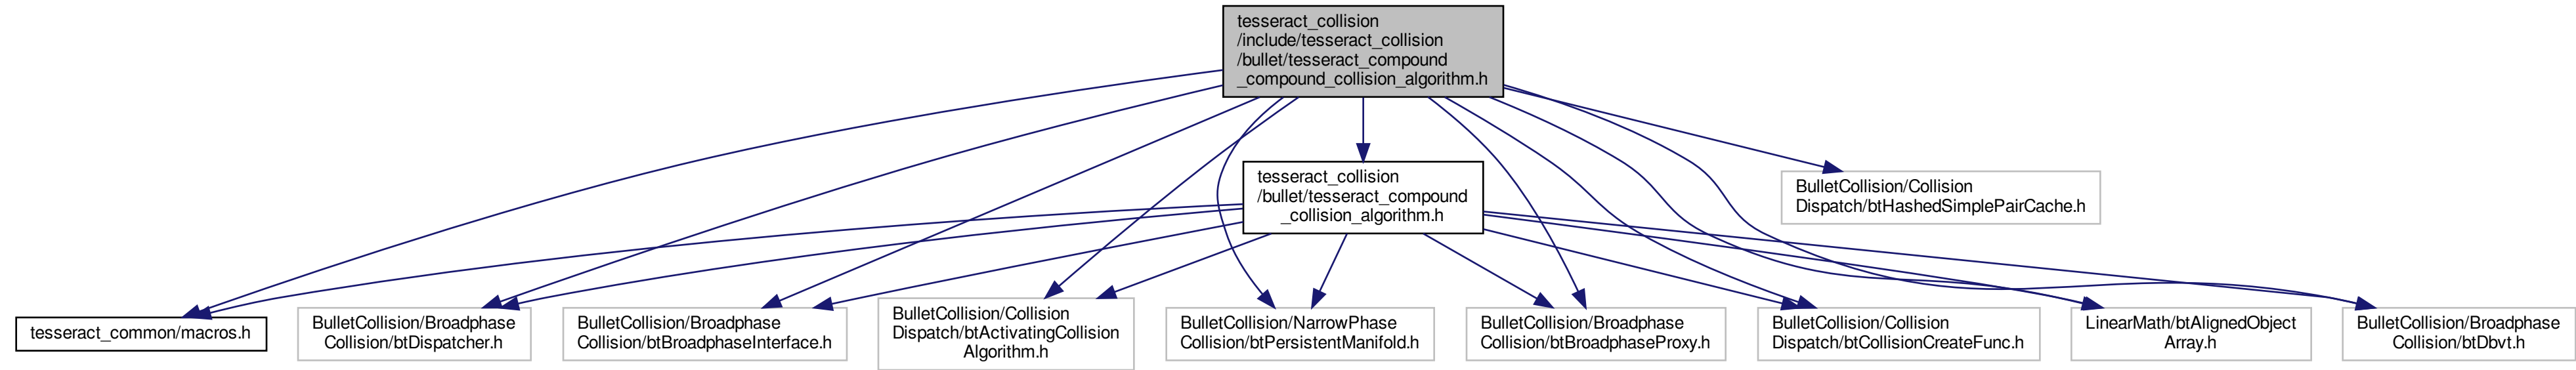 tesseract_collision
/include/tesseract_collision
/bullet/tesseract_compound
_compound_collision_algorithm.h
tesseract_collision
/bullet/tesseract_compound
_collision_algorithm.h
BulletCollision/Collision
Dispatch/btHashedSimplePairCache.h
tesseract_common/macros.h
BulletCollision/Broadphase
Collision/btDispatcher.h
BulletCollision/Broadphase
Collision/btBroadphaseInterface.h
BulletCollision/Collision
Dispatch/btActivatingCollision
Algorithm.h
BulletCollision/NarrowPhase
Collision/btPersistentManifold.h
BulletCollision/Broadphase
Collision/btBroadphaseProxy.h
BulletCollision/Collision
Dispatch/btCollisionCreateFunc.h
LinearMath/btAlignedObject
Array.h
BulletCollision/Broadphase
Collision/btDbvt.h